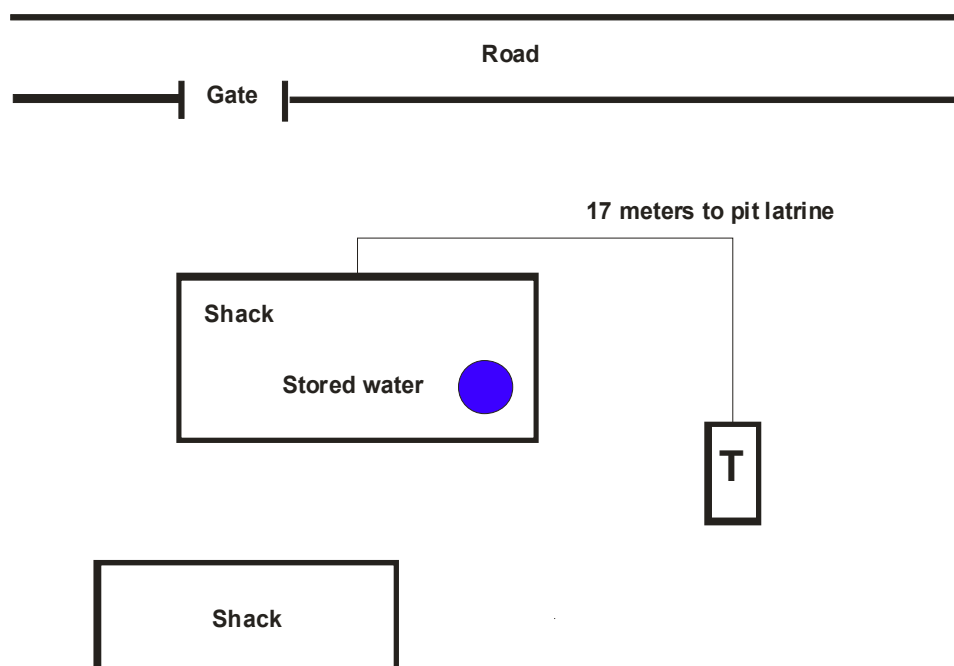 Road
Gate
17 meters to pit latrine
Shack
Stored water
T
Shack